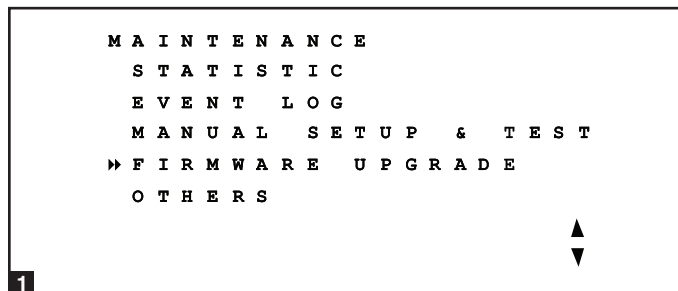 MAINTENANCE
STATISTIC
EVENT LOG
MANUAL SETUP & TEST
FIRMWARE UPGRADE
OTHERS
1